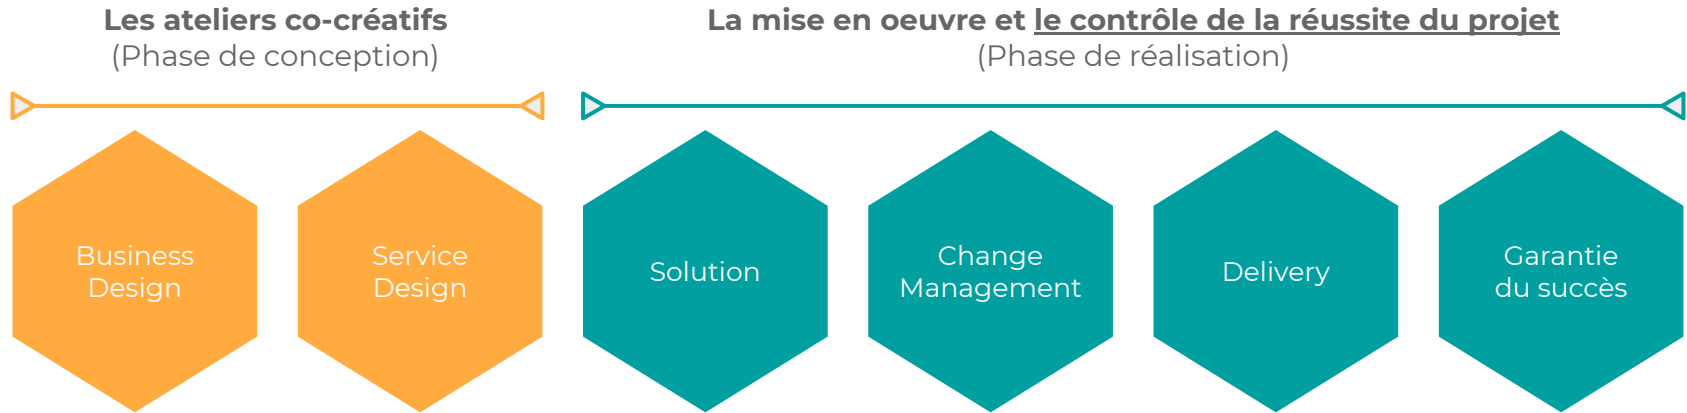 Les ateliers co-créatifs
(Phase de conception)
La mise en oeuvre et le contrôle de la réussite du projet
(Phase de réalisation)
Business
Design
Service
Design
Solution
Change
Management
Delivery
Garantie
du succès